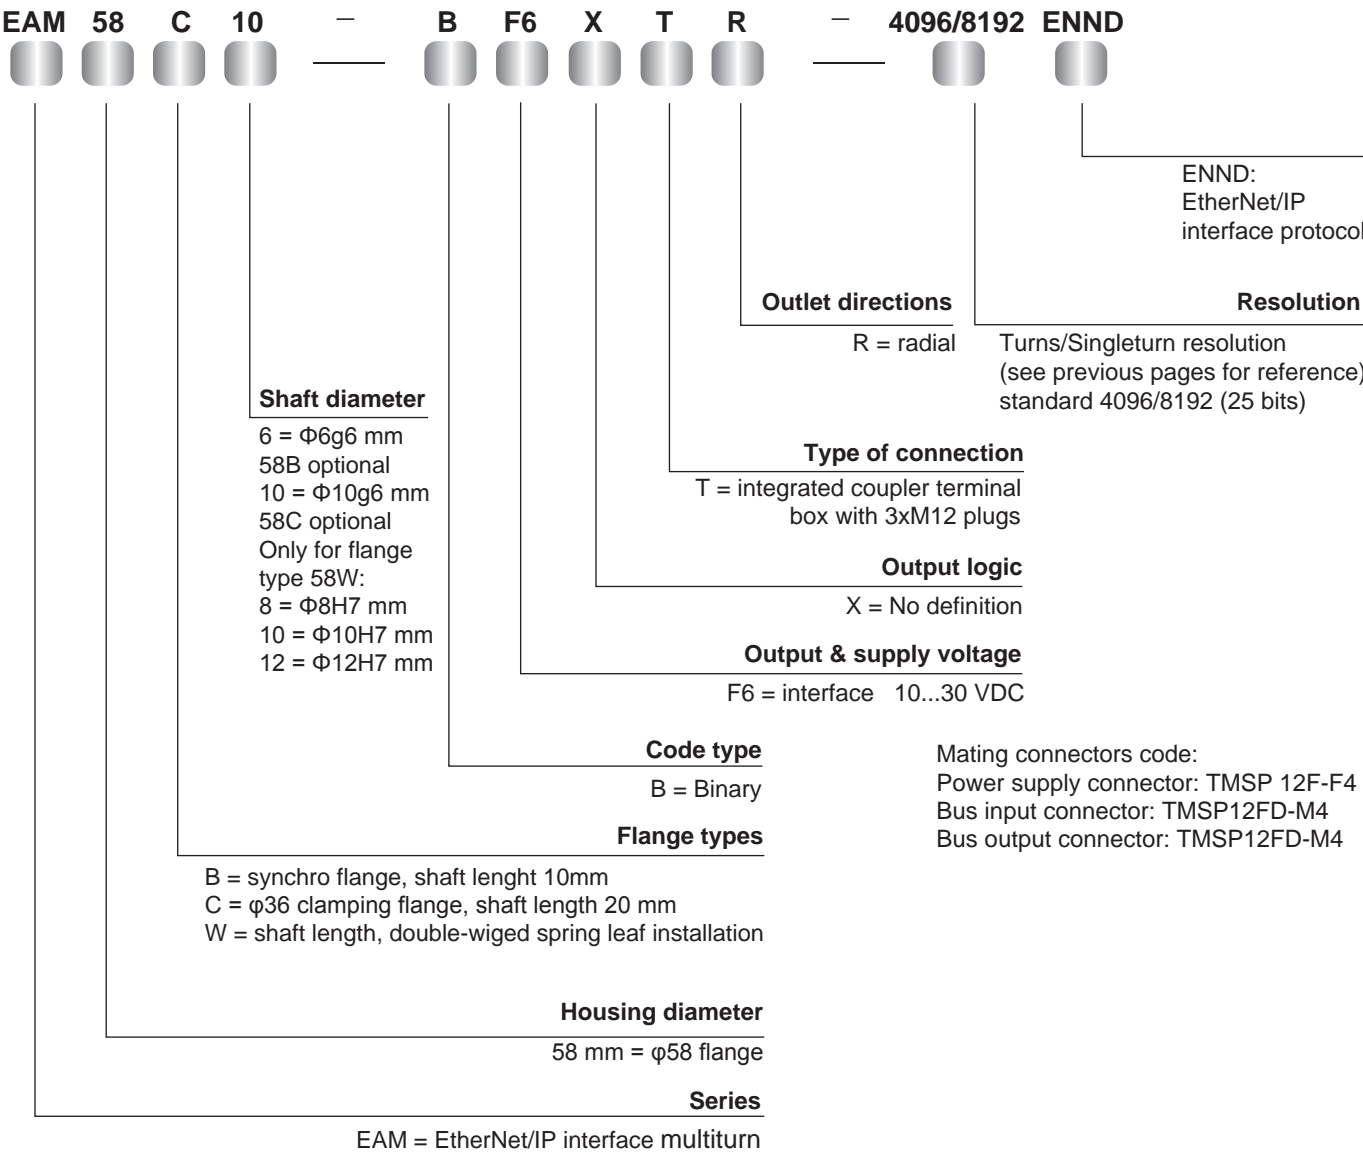 EAM 58 C 10 – B F6 X T R – 4096/8192 ENND
ENND:
EtherNet/IP
interface protocol
Outlet directions
R = radial
Resolution
Turns/Singleturn resolution
(see previous pages for reference)
standard 4096/8192 (25 bits)
Shaft diameter
6 = Φ6g6 mm
58B optional
10 = Φ10g6 mm
58C optional
Only for flange
type 58W:
8 = Φ8H7 mm
10 = Φ10H7 mm
12 = Φ12H7 mm
Type of connection
T = integrated coupler terminal
box with 3xM12 plugs
Output logic
X = No definition
Output & supply voltage
F6 = interface 10...30 VDC
Code type
B = Binary
Mating connectors code:
Power supply connector: TMSP 12F-F4
Bus input connector: TMSP12FD-M4
Bus output connector: TMSP12FD-M4
Flange types
B = synchro flange, shaft lenght 10mm
C = φ36 clamping flange, shaft length 20 mm
W = shaft length, double-wiged spring leaf installation
Housing diameter
58 mm = φ58 flange
Series
EAM = EtherNet/IP interface multiturn